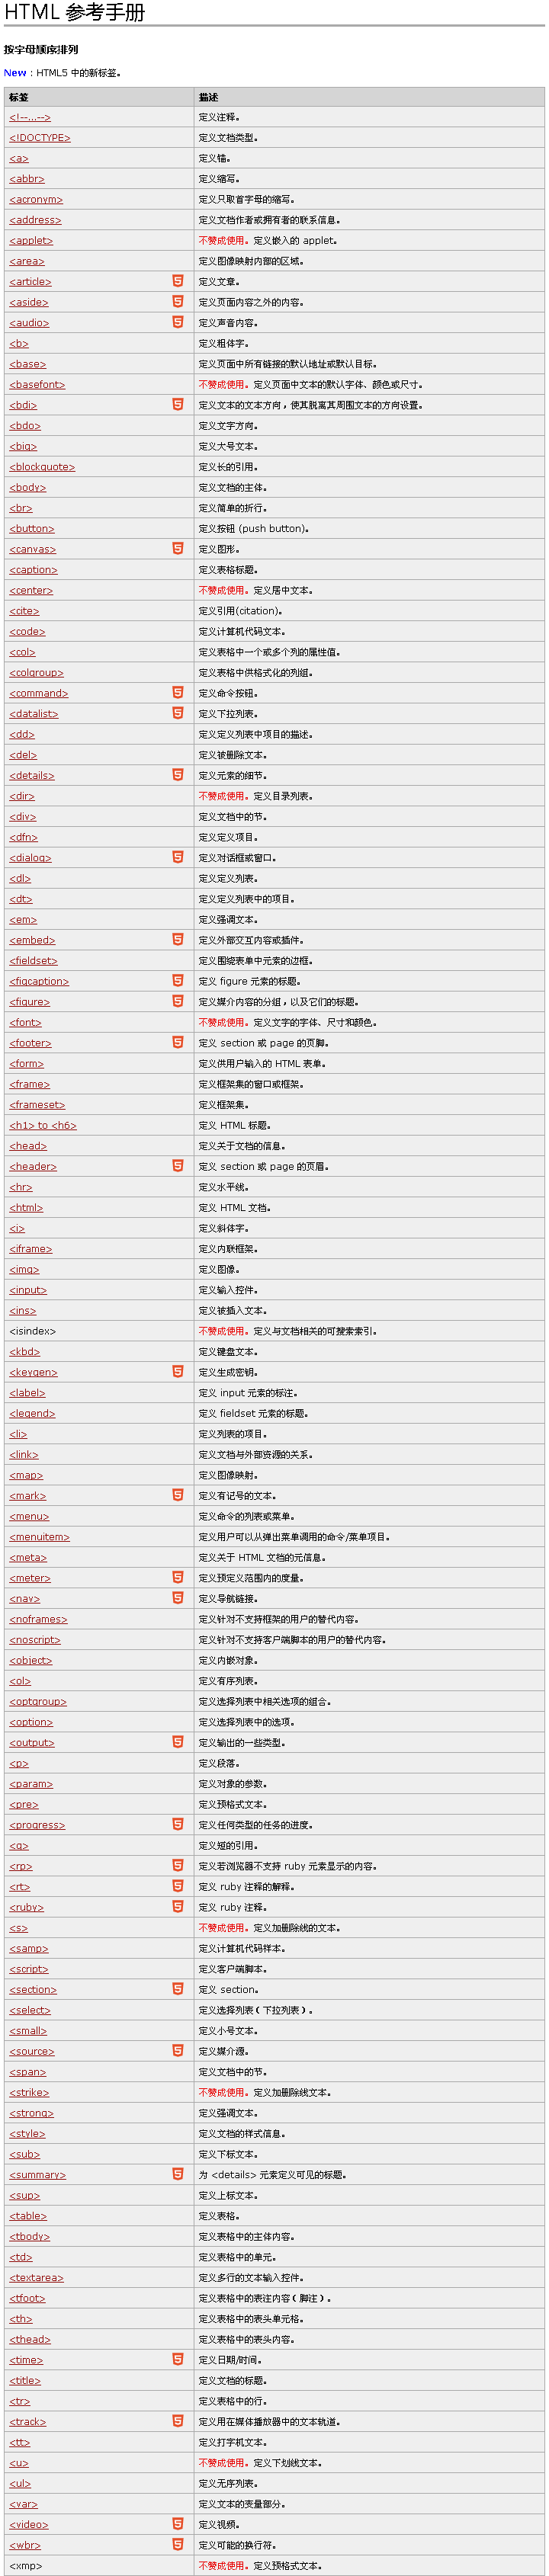 HTML 参考手册
按字母顺序排列
New：HTML5 中的新标签。
标签 描述
<!--...--> 定义注释。
<!DOCTYPE> 定义文档类型。
<a> 定义锚。
<abbr> 定义缩写。
<acronym> 定义只取首字母的缩写。
<address> 定义文档作者或拥有者的联系信息。
<applet> 不赞成使用。定义嵌入的 applet。
<area> 定义图像映射内部的区域。
<article> 5 定义文章。
<aside> 5 定义页面内容之外的内容。
<audio> 5 定义声音内容。
<b> 定义粗体字。
<base> 定义页面中所有链接的默认地址或默认目标。
<basefont> 不赞成使用。定义页面中文本的默认字体、颜色或尺寸。
<bdi> 5 定义文本的文本方向，使其脱离其周围文本的方向设置。
<bdo> 定义文字方向。
<big> 定义大号文本。
<blockquote> 定义长的引用。
<body> 定义文档的主体。
<br> 定义简单的折行。
<button> 定义按钮 (push button)。
<canvas> 5 定义图形。
<caption> 定义表格标题。
<center> 不赞成使用。定义居中文本。
<cite> 定义引用(citation)。
<code> 定义计算机代码文本。
<col> 定义表格中一个或多个列的属性值。
<colgroup> 定义表格中供格式化的列组。
<command> 5 定义命令按钮。
<datalist> 5 定义下拉列表。
<dd> 定义定义列表中项目的描述。
<del> 定义被删除文本。
<details> 5 定义元素的细节。
<dir> 不赞成使用。定义目录列表。
<div> 定义文档中的节。
<dfn> 定义定义项目。
<dialog> 5 定义对话框或窗口。
<dl> 定义定义列表。
<dt> 定义定义列表中的项目。
<em> 定义强调文本。
<embed> 5 定义外部交互内容或插件。
<fieldset> 定义围绕表单中元素的边框。
<figcaption> 5 定义 figure 元素的标题。
<figure> 5 定义媒介内容的分组，以及它们的标题。
<font> 不赞成使用。定义文字的字体、尺寸和颜色。
<footer> 5 定义 section 或 page 的页脚。
<form> 定义供用户输入的 HTML 表单。
<frame> 定义框架集的窗口或框架。
<frameset> 定义框架集。
<h1> to <h6> 定义 HTML 标题。
<head> 定义关于文档的信息。
<header> 5 定义 section 或 page 的页眉。
<hr> 定义水平线。
<html> 定义 HTML 文档。
<i> 定义斜体字。
<iframe> 定义内联框架。
<img> 定义图像。
<input> 定义输入控件。
<ins> 定义被插入文本。
<isindex> 不赞成使用。定义与文档相关的可搜索索引。
<kbd> 定义键盘文本。
<keygen> 5 定义生成密钥。
<label> 定义 input 元素的标注。
<legend> 定义 fieldset 元素的标题。
<li> 定义列表的项目。
<link> 定义文档与外部资源的关系。
<map> 定义图像映射。
<mark> 5 定义有记号的文本。
<menu> 定义命令的列表或菜单。
<menuitem> 定义用户可以从弹出菜单调用的命令/菜单项目。
<meta> 定义关于 HTML 文档的元信息。
<meter> 5 定义预定义范围内的度量。
<nav> 5 定义导航链接。
<noframes> 定义针对不支持框架的用户的替代内容。
<noscript> 定义针对不支持客户端脚本的用户的替代内容。
<object> 定义内嵌对象。
<ol> 定义有序列表。
<optgroup> 定义选择列表中相关选项的组合。
<option> 定义选择列表中的选项。
<output> 5 定义输出的一些类型。
<p> 定义段落。
<param> 定义对象的参数。
<pre> 定义预格式文本。
<progress> 5 定义任何类型的任务的进度。
<q> 定义短的引用。
<rp> 5 定义若浏览器不支持 ruby 元素显示的内容。
<rt> 5 定义 ruby 注释的解释。
<ruby> 5 定义 ruby 注释。
<s> 不赞成使用。定义加删除线的文本。
<samp> 定义计算机代码样本。
<script> 定义客户端脚本。
<section> 5 定义 section。
<select> 定义选择列表（下拉列表）。
<small> 定义小号文本。
<source> 5 定义媒介源。
<span> 定义文档中的节。
<strike> 不赞成使用。定义加删除线文本。
<strong> 定义强调文本。
<style> 定义文档的样式信息。
<sub> 定义下标文本。
<summary> 5 为 <details> 元素定义可见的标题。
<sup> 定义上标文本。
<table> 定义表格。
<tbody> 定义表格中的主体内容。
<td> 定义表格中的单元。
<textarea> 定义多行的文本输入控件。
<tfoot> 定义表格中的表注内容（脚注）。
<th> 定义表格中的表头单元格。
<thead> 定义表格中的表头内容。
<time> 5 定义日期/时间。
<title> 定义文档的标题。
<tr> 定义表格中的行。
<track> 5 定义用在媒体播放器中的文本轨道。
<tt> 定义打字机文本。
<u> 不赞成使用。定义下划线文本。
<ul> 定义无序列表。
<var> 定义文本的变量部分。
<video> 5 定义视频。
<wbr> 5 定义可能的换行符。
<xmp> 不赞成使用。定义预格式文本。